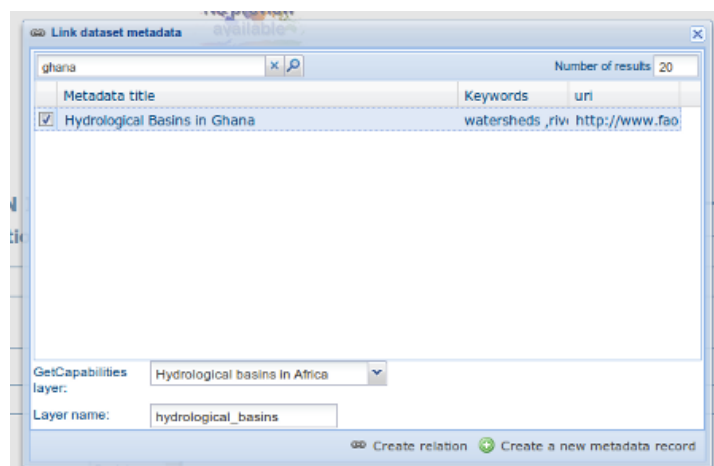 available
Link dataset metadata
ghana
Number of results 20
Metadata title Keywords uri
Hydrological Basins in Ghana watersheds ,riv http://www.fao
GetCapabilities
layer:
Hydrological basins in Africa
Layer name: hydrological_basins
Create relation Create a new metadata record